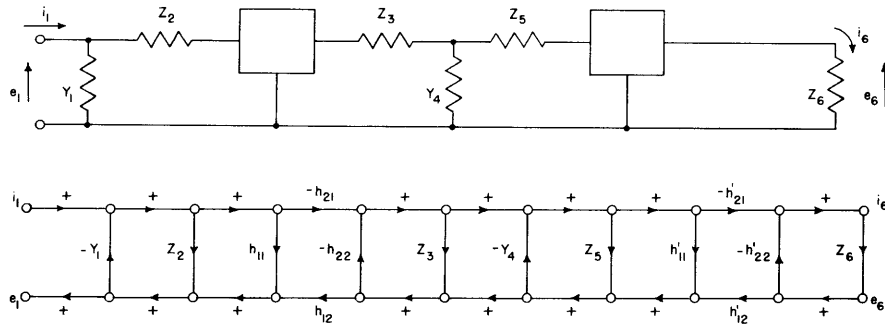 i₁ Z₂ Z₃ Z₅ i₆
e₁ Y₁ Y₄ Z₆ e₆
i₁ + + + -h₂₁ + + + + -h'₂₁ + i₆
-Y₁ Z₂ h₁₁ -h₂₂ Z₃ -Y₄ Z₅ h'₁₁ -h'₂₂ Z₆
e₁ + + + h₁₂ + + + + h'₁₂ + e₆